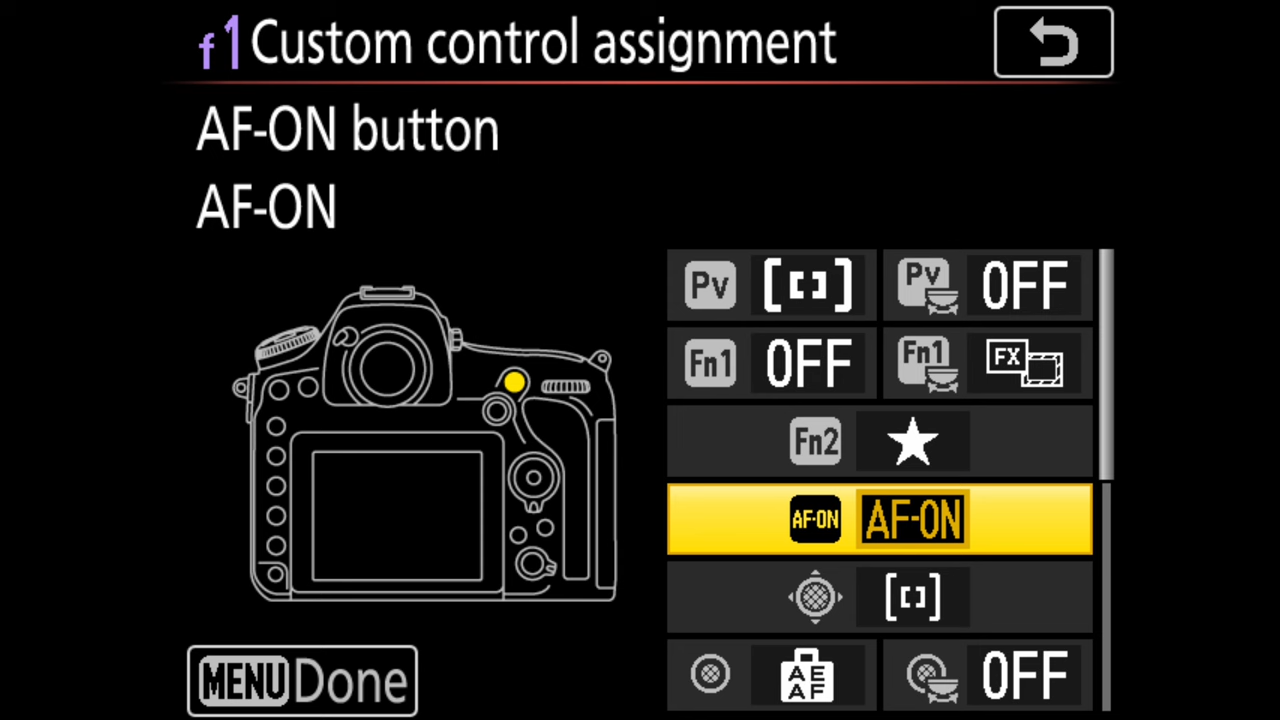 f1 Custom control assignment
AF-ON button
AF-ON
Pv Pv OFF
Fn1 OFF Fn1 FX
Fn2
AF-ON AF-ON
AE AF OFF
MENU Done